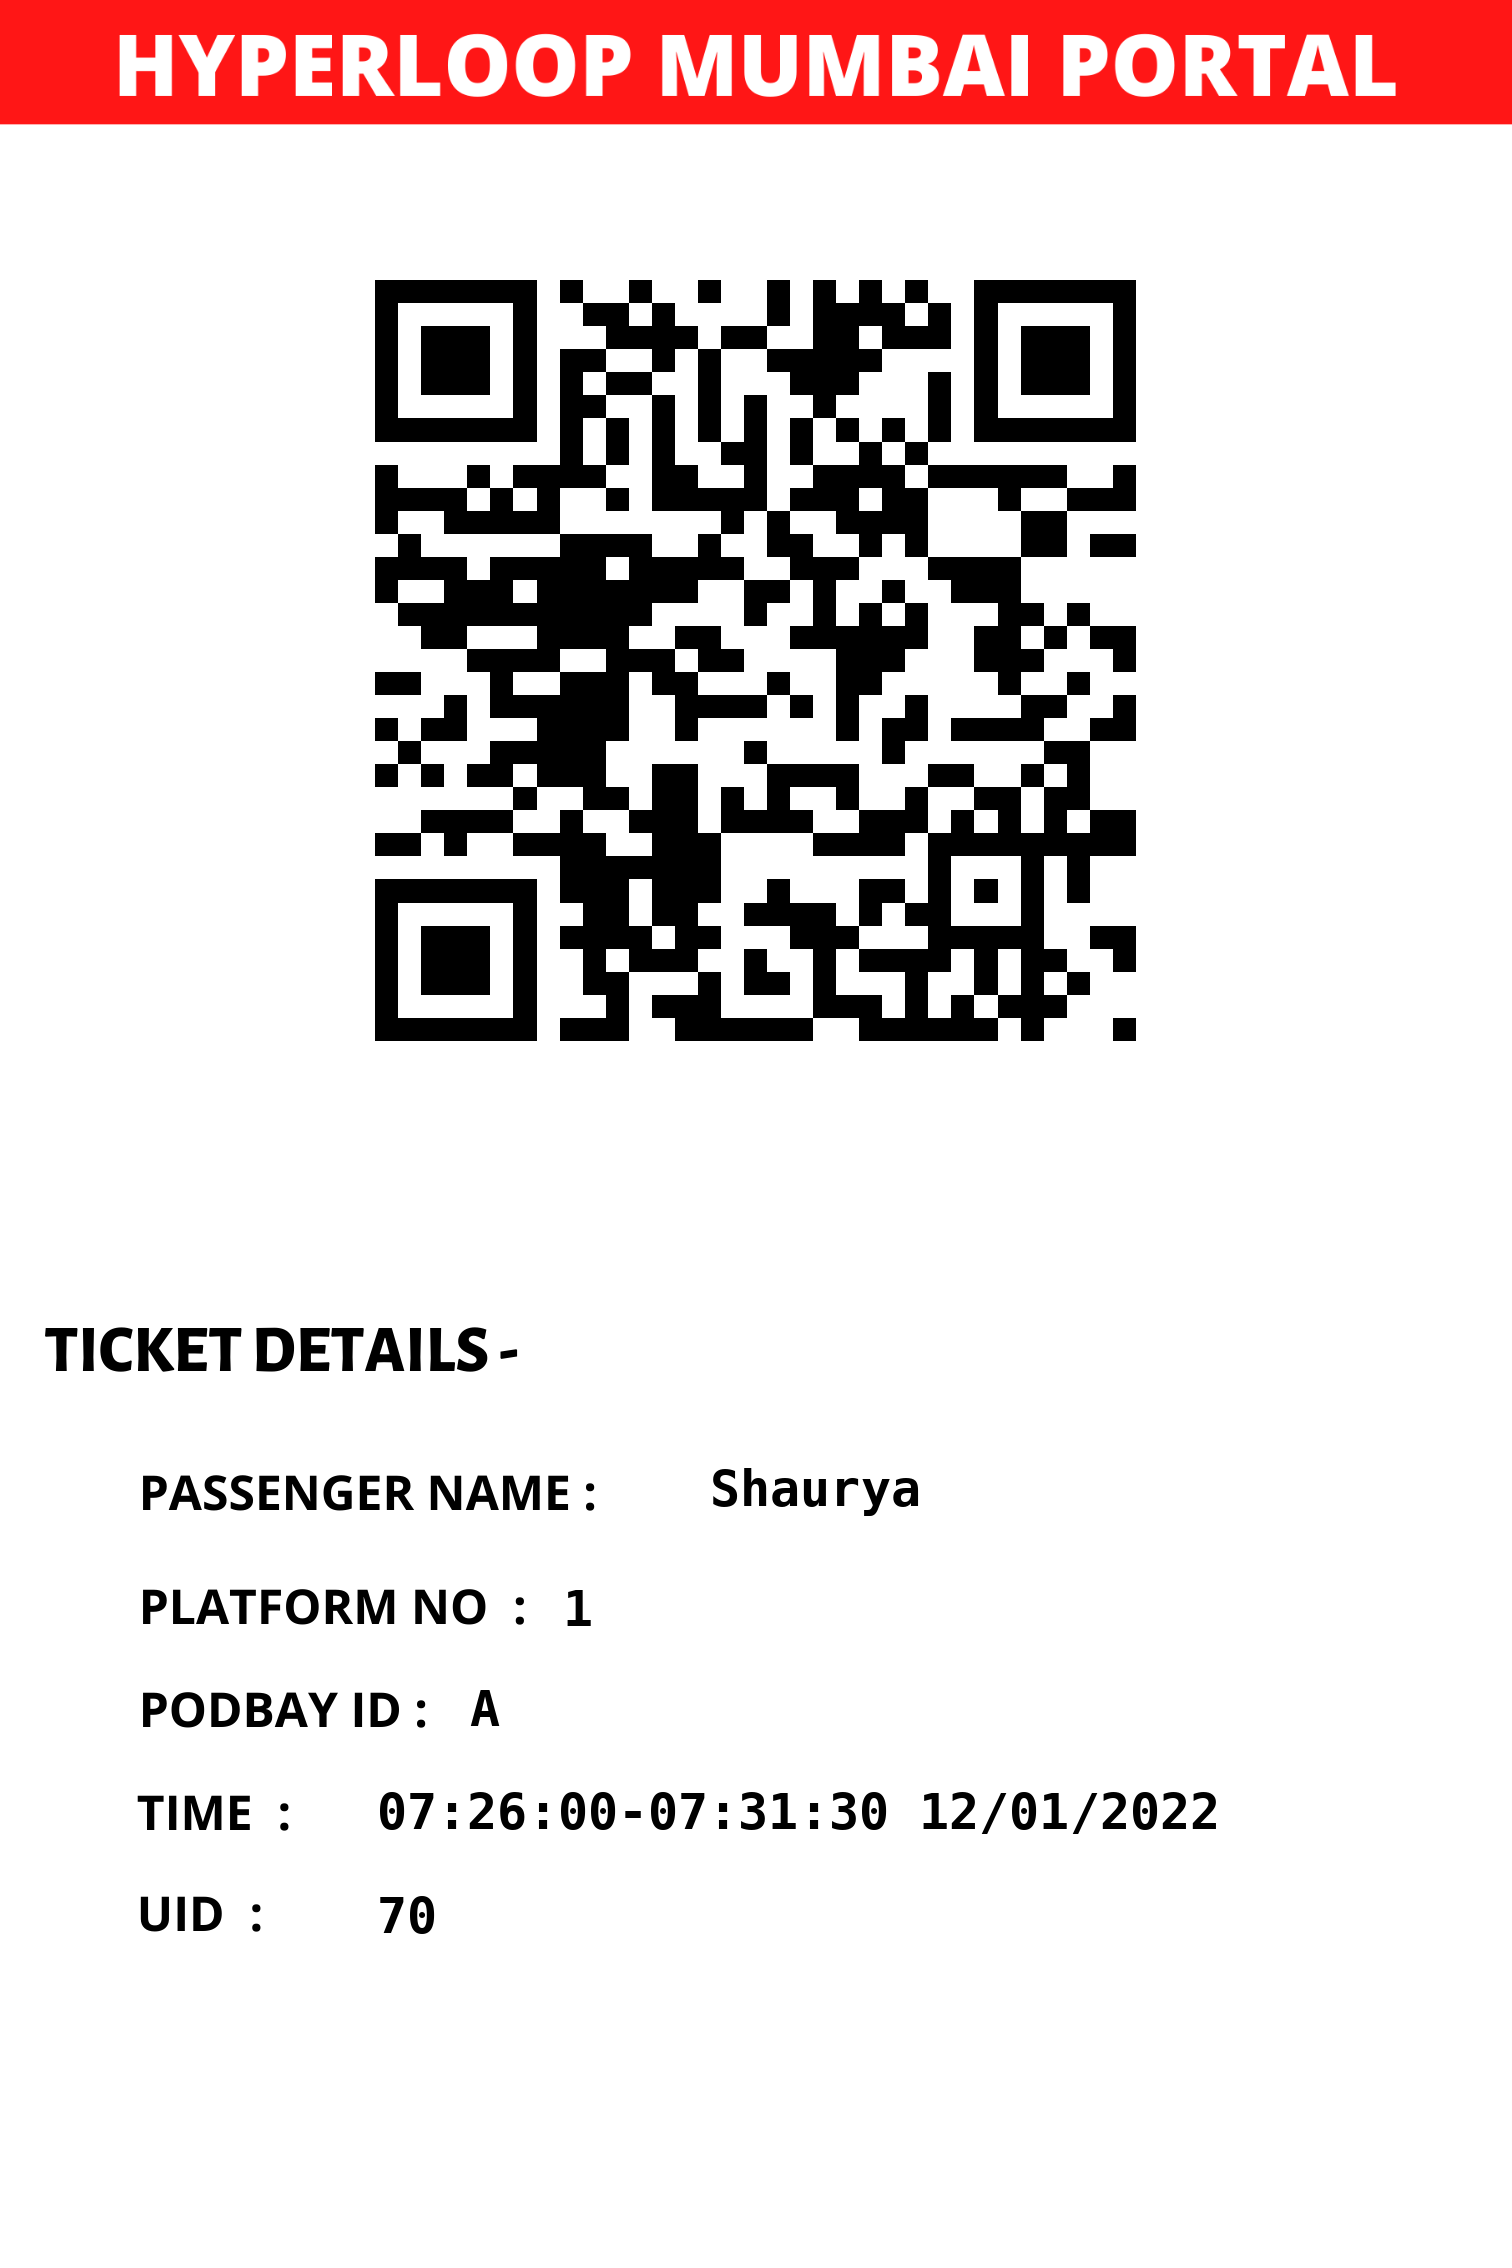 HYPERLOOP MUMBAI PORTAL
TICKET DETAILS -
PASSENGER NAME : Shaurya
PLATFORM NO : 1
PODBAY ID : A
TIME : 07:26:00-07:31:30 12/01/2022
UID : 70